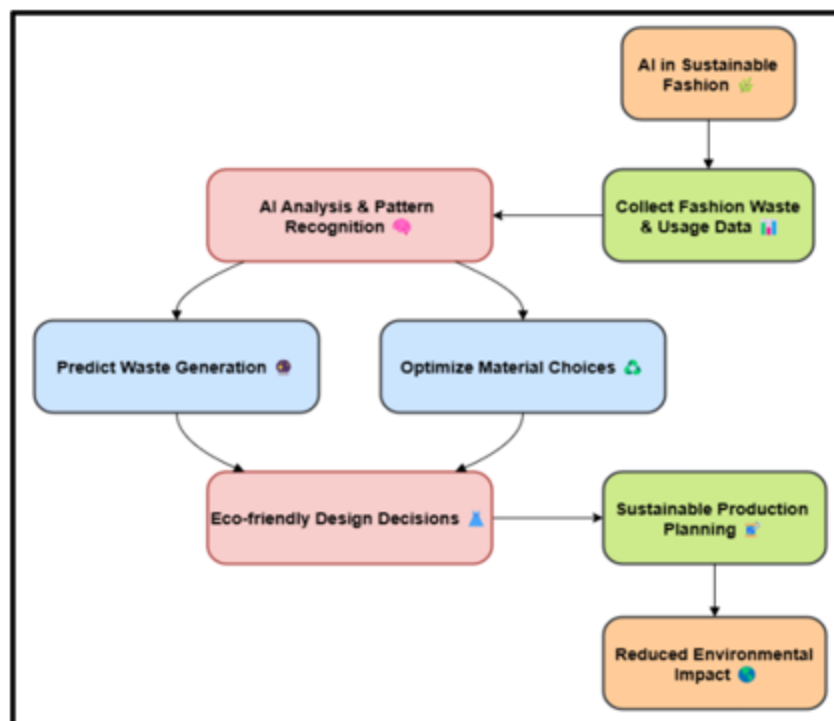 AI in Sustainable
Fashion 🌿
Collect Fashion Waste
& Usage Data 📊
AI Analysis & Pattern
Recognition 🧠
Predict Waste Generation 🔮
Optimize Material Choices ♻️
Eco-friendly Design Decisions 👗
Sustainable Production
Planning 🧵
Reduced Environmental
Impact 🌎